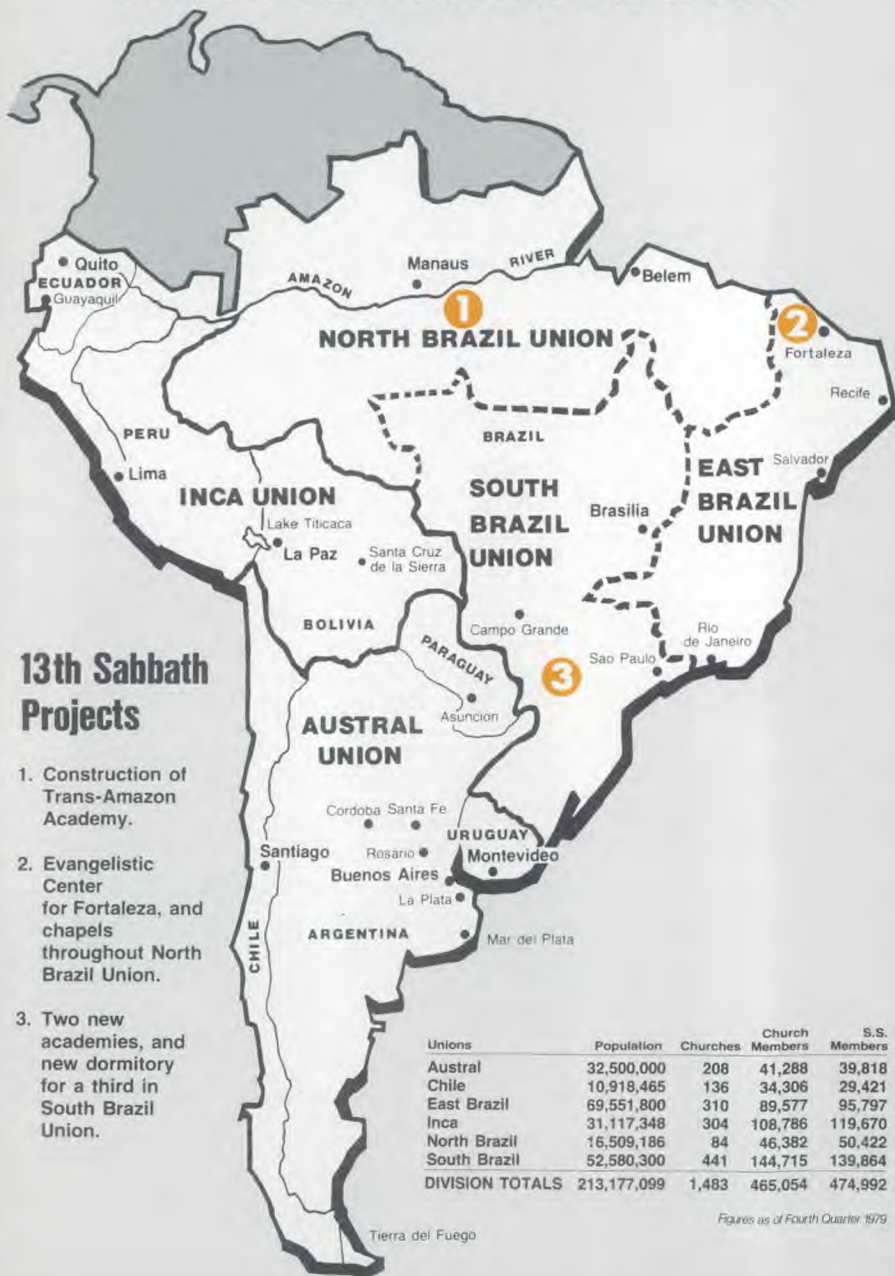 Quito
ECUADOR
Guayaquil
AMAZON
Manaus
RIVER
Belem
1
NORTH BRAZIL UNION
2
Fortaleza
Recife
PERU
Lima
INCA UNION
Lake Titicaca
La Paz
Santa Cruz
de la Sierra
BOLIVIA
BRAZIL
SOUTH
BRAZIL
UNION
Brasilia
EAST
BRAZIL
UNION
Salvador
Campo Grande
Rio
de Janeiro
Sao Paulo
3
PARAGUAY
Asuncion
AUSTRAL
UNION
Cordoba Santa Fe
Rosario
URUGUAY
Montevideo
Santiago
Buenos Aires
La Plata
CHILE
ARGENTINA
Mar del Plata
Tierra del Fuego
13th Sabbath
Projects
1. Construction of
Trans-Amazon
Academy.
2. Evangelistic
Center
for Fortaleza, and
chapels
throughout North
Brazil Union.
3. Two new
academies, and
new dormitory
for a third in
South Brazil
Union.
Unions Population Churches Church Members S.S. Members
Austral 32,500,000 208 41,288 39,818
Chile 10,918,465 136 34,306 29,421
East Brazil 69,551,800 310 89,577 95,797
Inca 31,117,348 304 108,786 119,670
North Brazil 16,509,186 84 46,382 50,422
South Brazil 52,580,300 441 144,715 139,864
DIVISION TOTALS 213,177,099 1,483 465,054 474,992
Figures as of Fourth Quarter 1979